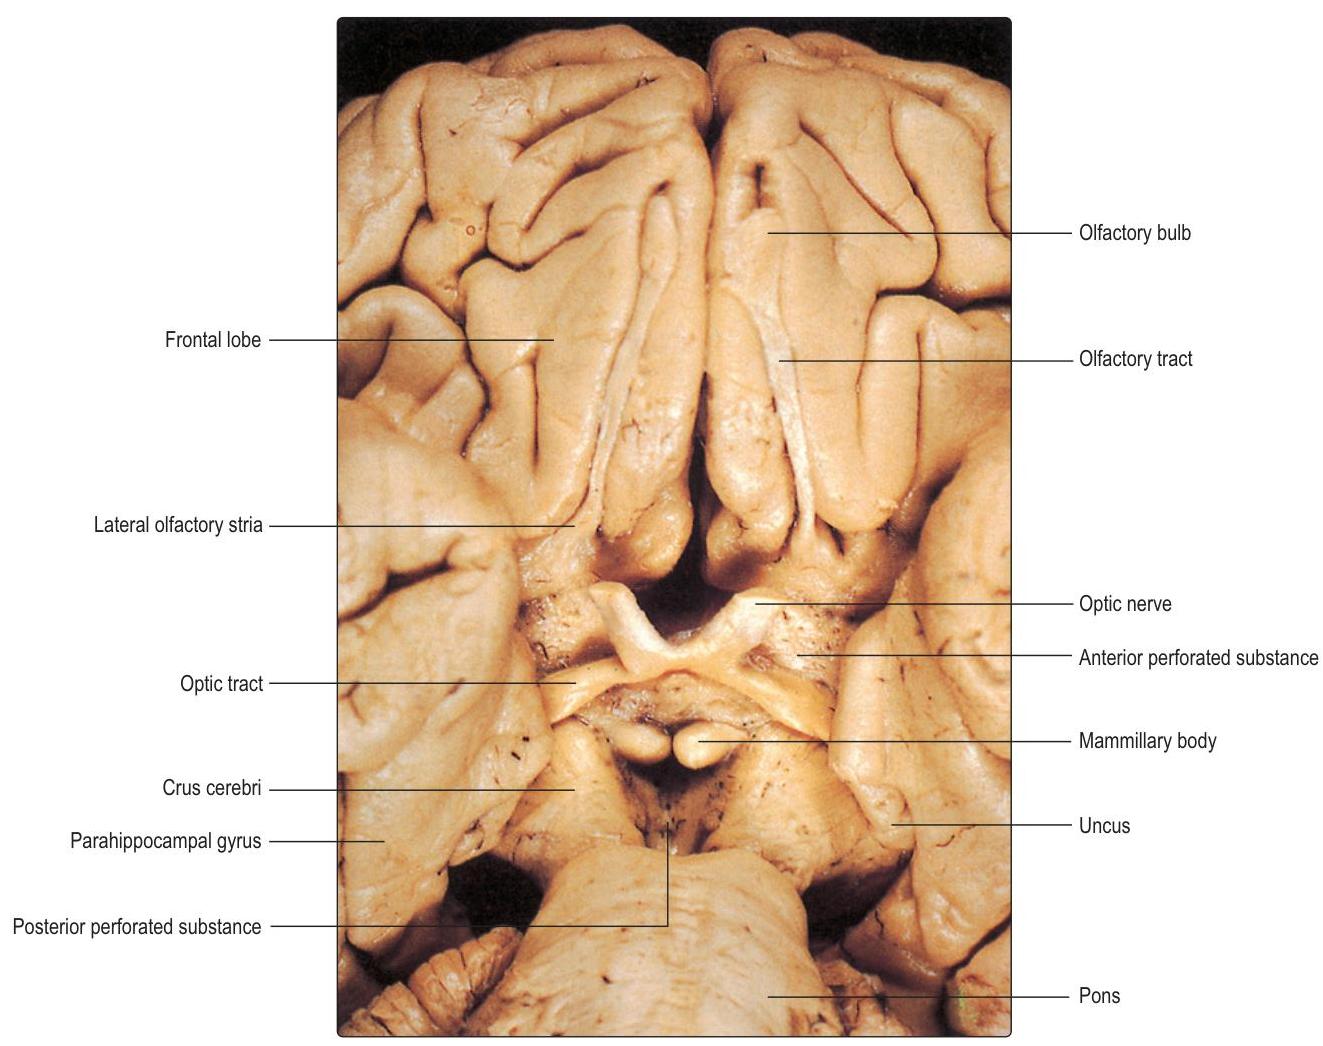 Frontal lobe
Lateral olfactory stria
Optic tract
Crus cerebri
Parahippocampal gyrus
Posterior perforated substance
Olfactory bulb
Olfactory tract
Optic nerve
Anterior perforated substance
Mammillary body
Uncus
Pons